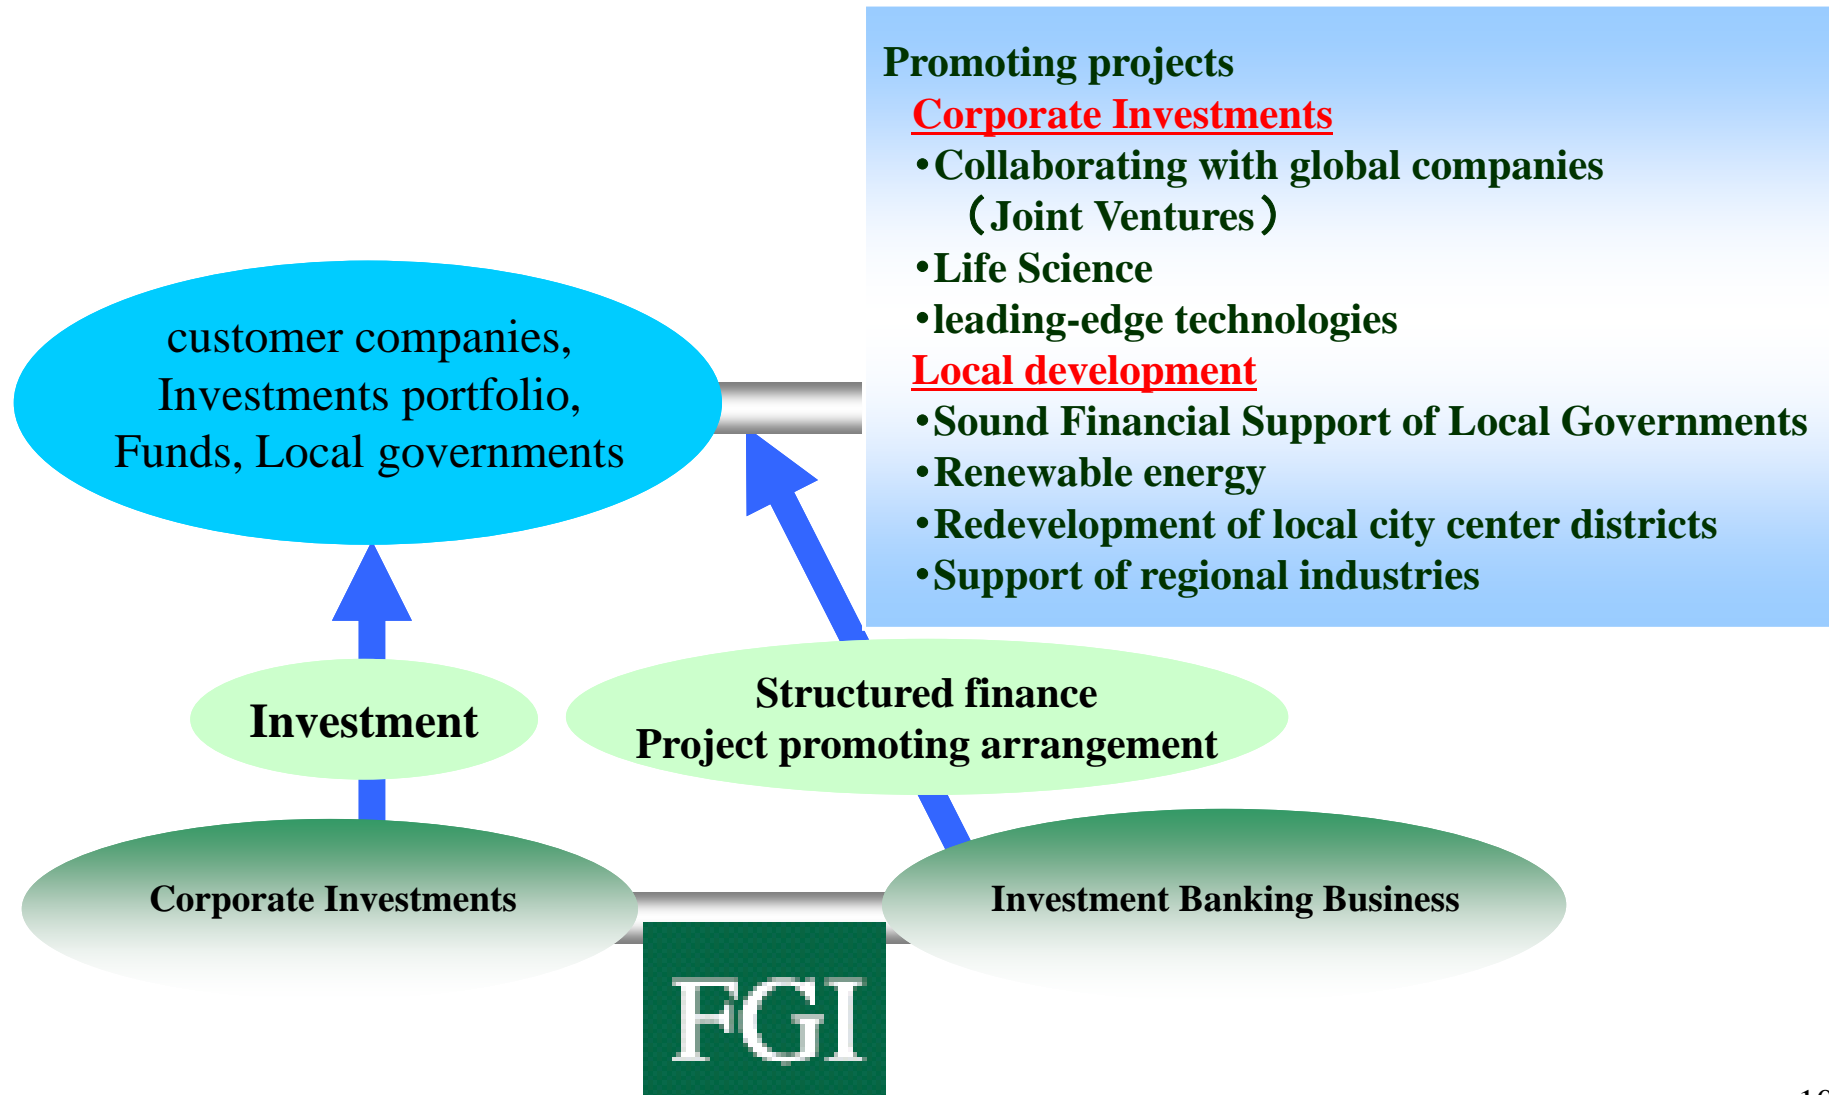 Promoting projects
Corporate Investments
・Collaborating with global companies
（Joint Ventures）
・Life Science
・leading-edge technologies
Local development
・Sound Financial Support of Local Governments
・Renewable energy
・Redevelopment of local city center districts
・Support of regional industries
customer companies,
Investments portfolio,
Funds, Local governments
Investment
Structured finance
Project promoting arrangement
Corporate Investments
Investment Banking Business
FGI